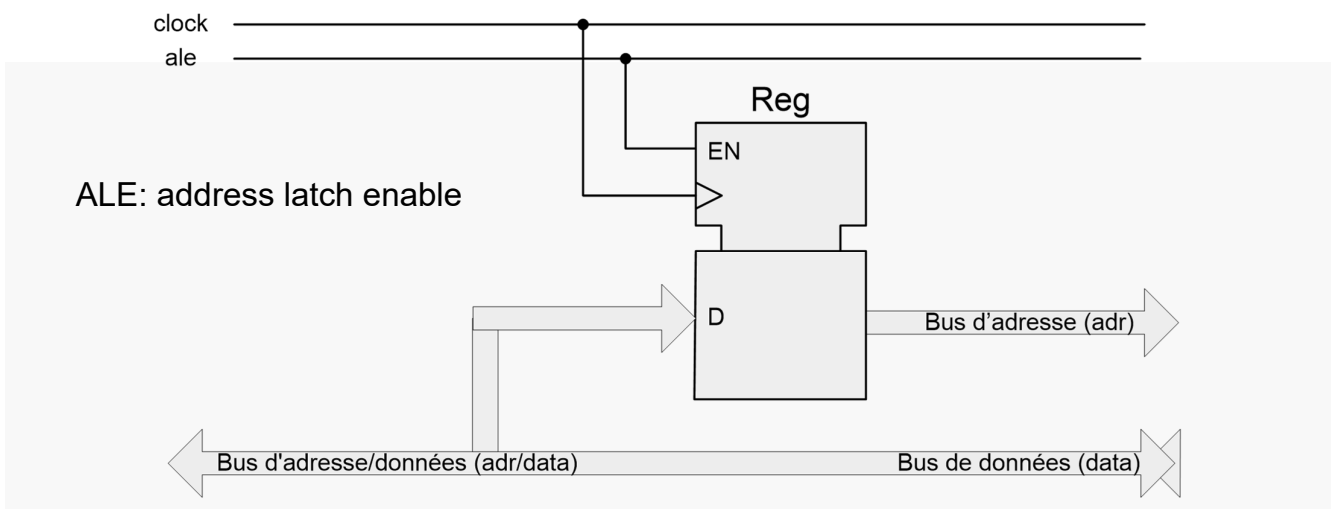 clock
ale
Reg
EN
ALE: address latch enable
D
Bus d’adresse (adr)
Bus d'adresse/données (adr/data)
Bus de données (data)